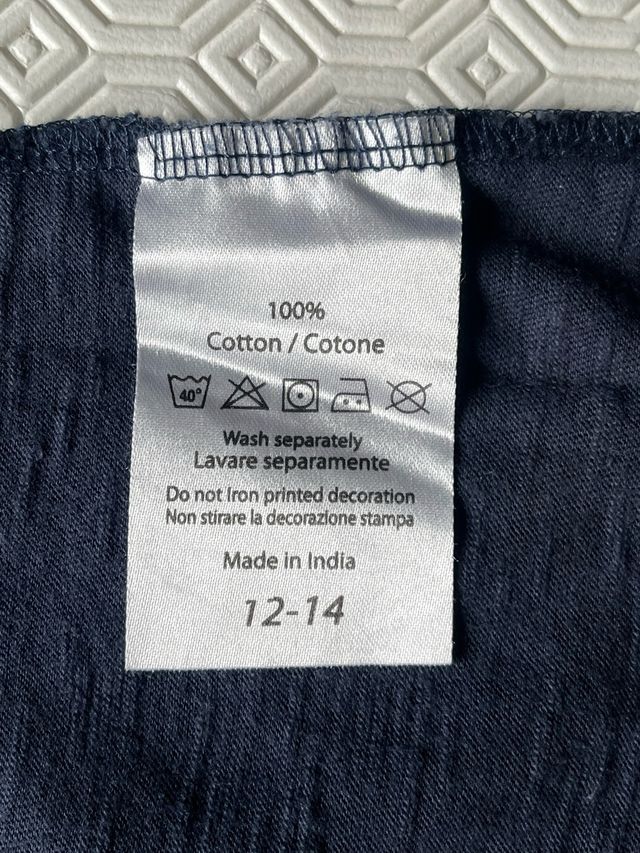 100%
Cotton / Cotone
40°
Wash separately
Lavare separamente
Do not Iron printed decoration
Non stirare la decorazione stampa
Made in India
12-14